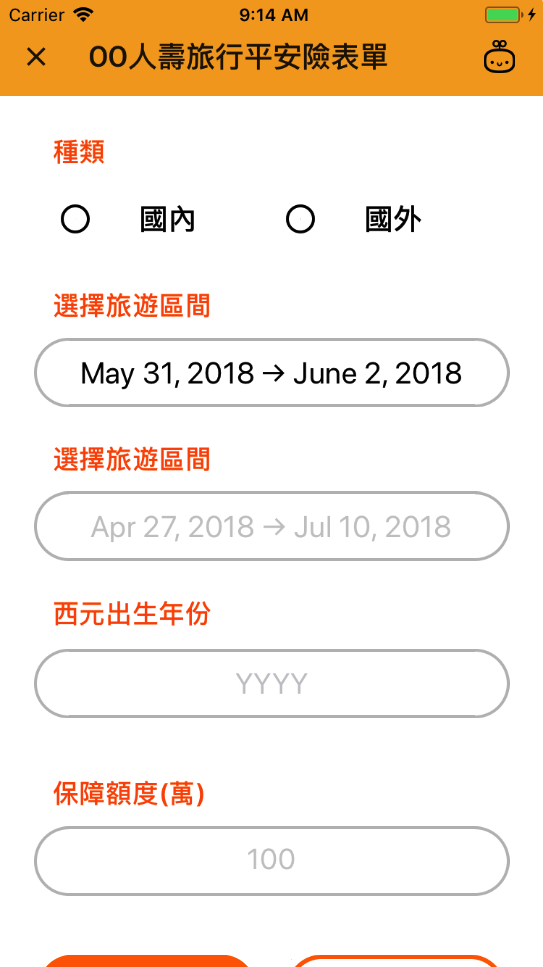 Carrier 9:14 AM
OO人壽旅行平安險表單
種類
國內 國外
選擇旅遊區間
May 31, 2018 → June 2, 2018
選擇旅遊區間
Apr 27, 2018 → Jul 10, 2018
西元出生年份
YYYY
保障額度(萬)
100